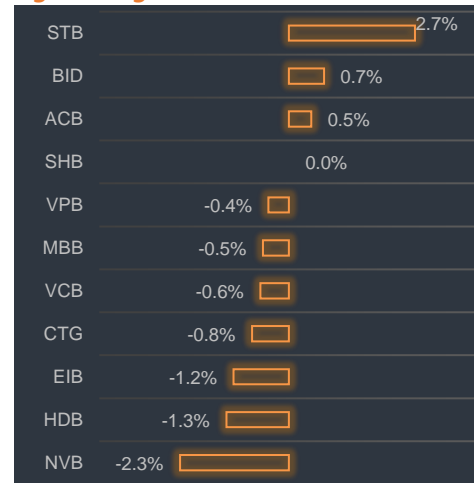 STB 2.7%
BID 0.7%
ACB 0.5%
SHB 0.0%
VPB -0.4%
MBB -0.5%
VCB -0.6%
CTG -0.8%
EIB -1.2%
HDB -1.3%
NVB -2.3%